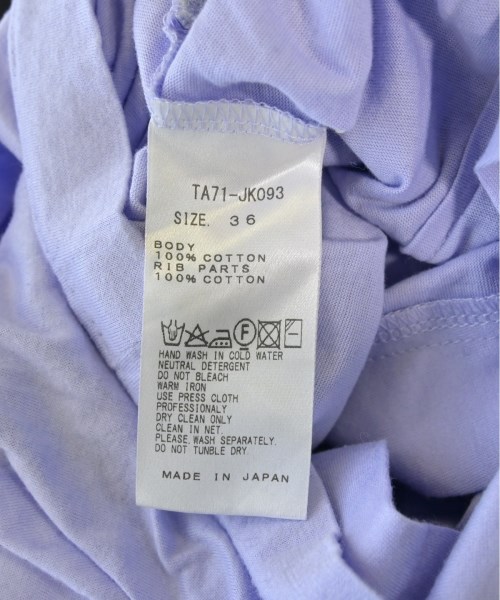 TA71-JK093
SIZE. 36
BODY
100% COTTON
RIB PARTS
100% COTTON
F
HAND WASH IN COLD WATER
NEUTRAL DETERGENT
DO NOT BLEACH
WARM IRON
USE PRESS CLOTH
PROFESSIONALY
DRY CLEAN ONLY
CLEAN IN NET.
PLEASE.WASH SEPARATELY.
DO NOT TUMBLE DRY.
MADE IN JAPAN